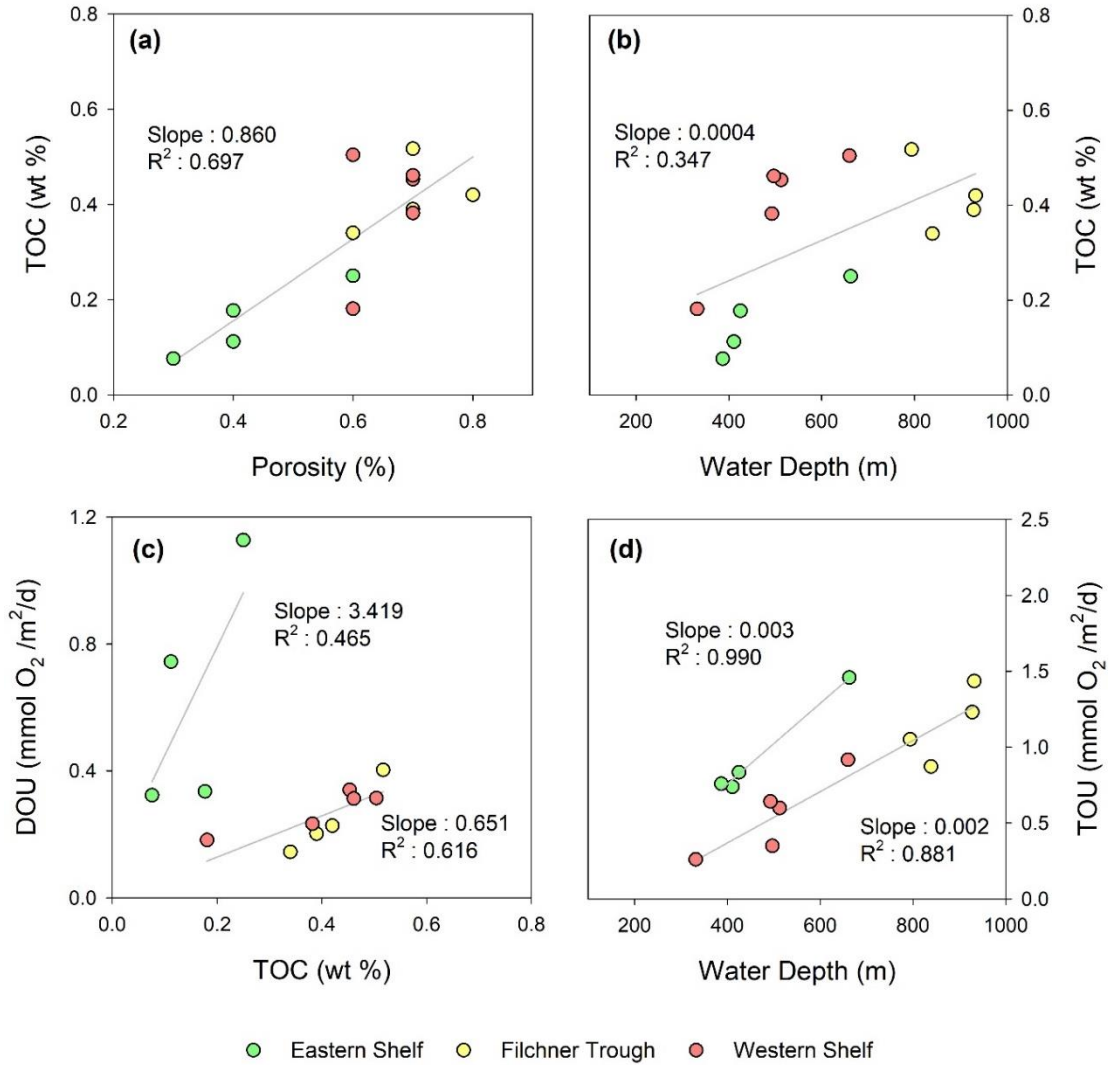 (a)
Slope : 0.860
R² : 0.697
TOC (wt %)
0.8
0.6
0.4
0.2
0.0
0.2 0.4 0.6 0.8
Porosity (%)
(b)
Slope : 0.0004
R² : 0.347
0.8
0.6
0.4
0.2
0.0
TOC (wt %)
200 400 600 800 1000
Water Depth (m)
(c)
Slope : 3.419
R² : 0.465
Slope : 0.651
R² : 0.616
DOU (mmol O₂ /m²/d)
1.2
0.8
0.4
0.0
0.0 0.2 0.4 0.6 0.8
TOC (wt %)
(d)
Slope : 0.003
R² : 0.990
Slope : 0.002
R² : 0.881
2.5
2.0
1.5
1.0
0.5
0.0
TOU (mmol O₂ /m²/d)
200 400 600 800 1000
Water Depth (m)
Eastern Shelf Filchner Trough Western Shelf